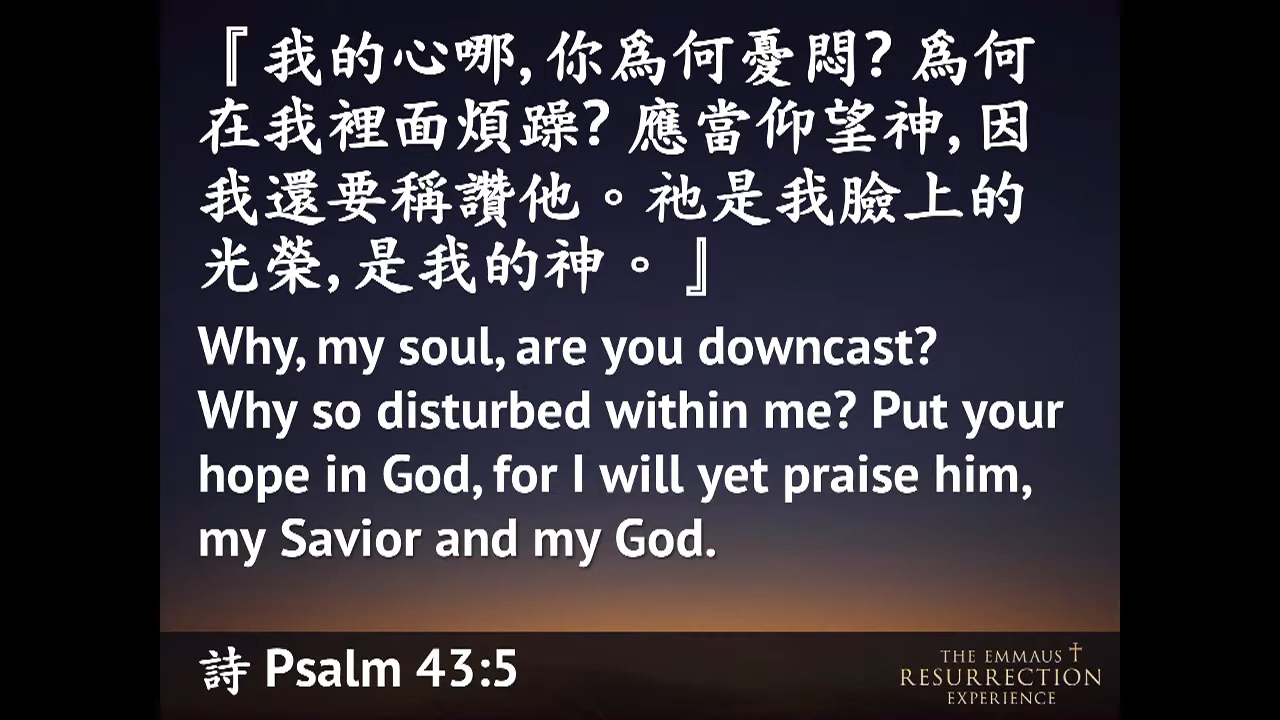 『我的心哪,你爲何憂悶? 爲何
在我裡面煩躁? 應當仰望神,因
我還要稱讚他。祂是我臉上的
光榮,是我的神。』
Why, my soul, are you downcast?
Why so disturbed within me? Put your
hope in God, for I will yet praise him,
my Savior and my God.
詩 Psalm 43:5
THE EMMAUS
RESURRECTION
EXPERIENCE